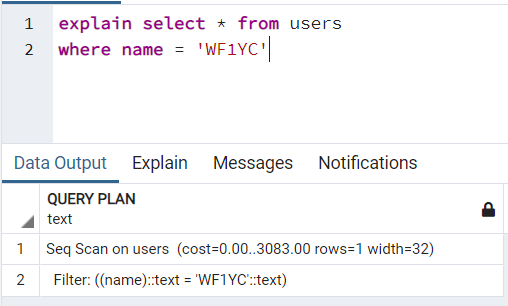 1 explain select * from users
2 where name = 'WF1YC'
Data Output Explain Messages Notifications
QUERY PLAN
text
1 Seq Scan on users (cost=0.00..3083.00 rows=1 width=32)
2 Filter: ((name)::text = 'WF1YC'::text)